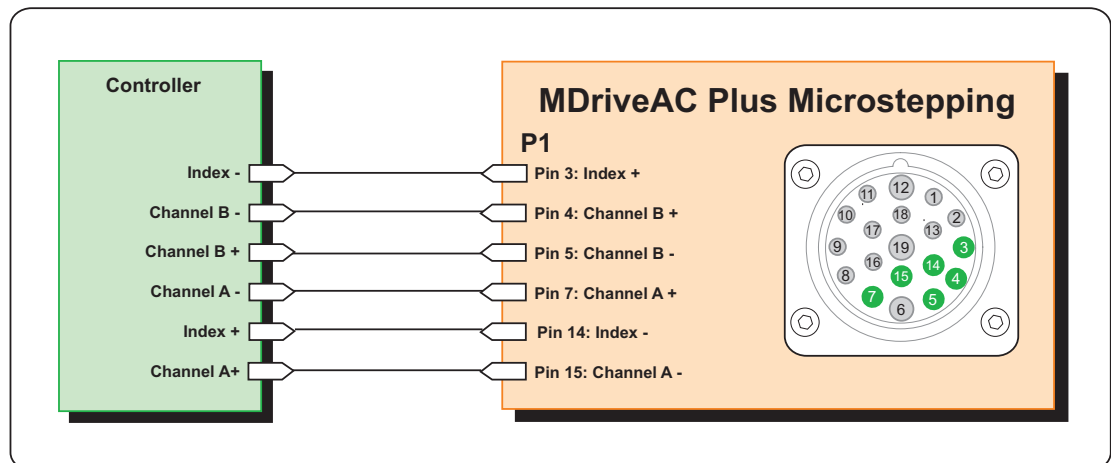 Controller
MDriveAC Plus Microstepping
P1
Index -
Pin 3: Index +
Channel B -
Pin 4: Channel B +
Channel B +
Pin 5: Channel B -
Channel A -
Pin 7: Channel A +
Index +
Pin 14: Index -
Channel A+
Pin 15: Channel A -
12
11
1
10
18
2
17
13
9
19
3
16
14
8
15
4
7
5
6